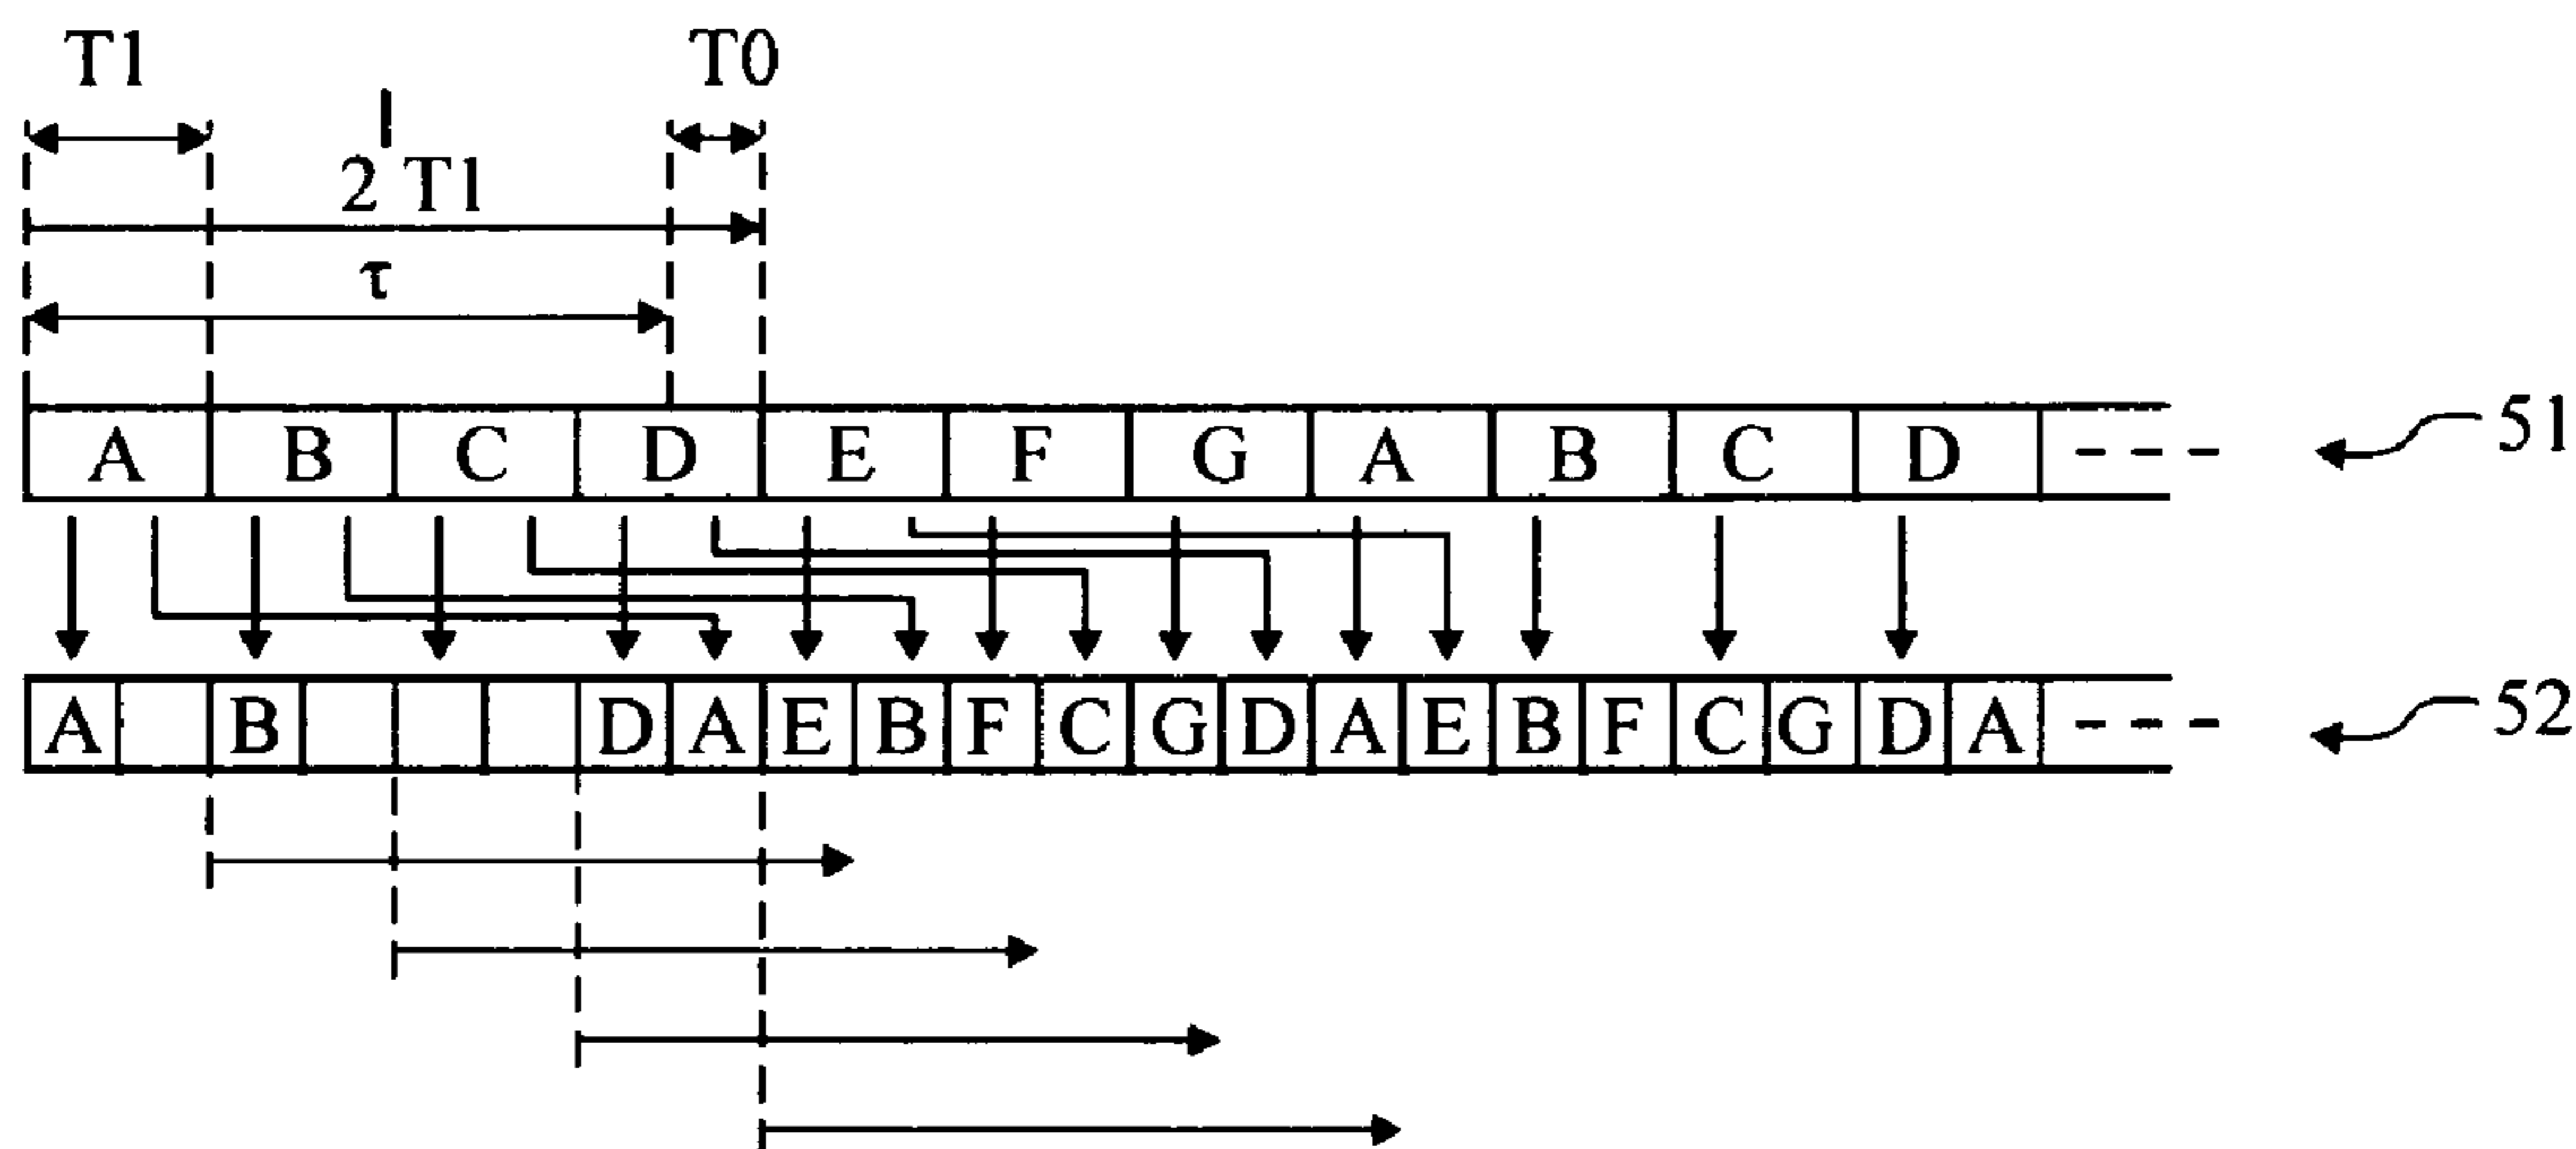 T1 T0
l
2 T1
τ
A B C D E F G A B C D - - - 51
A B D A E B F C G D A E B F C G D A - - - 52